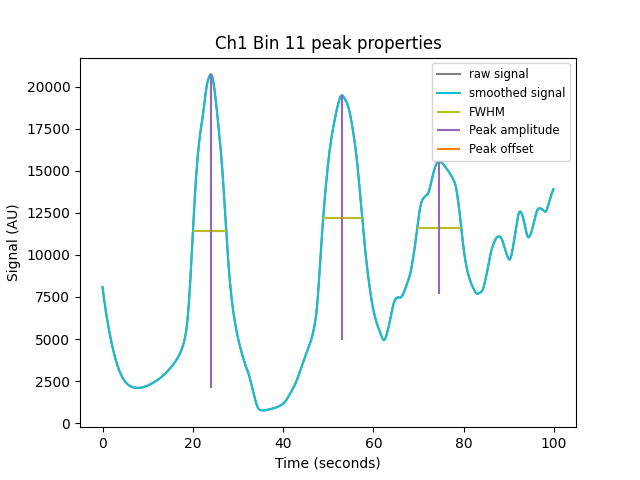 Ch1 Bin 11 peak properties
raw signal
smoothed signal
FWHM
Peak amplitude
Peak offset
20000
17500
15000
12500
10000
7500
5000
2500
0
Signal (AU)
0 20 40 60 80 100
Time (seconds)